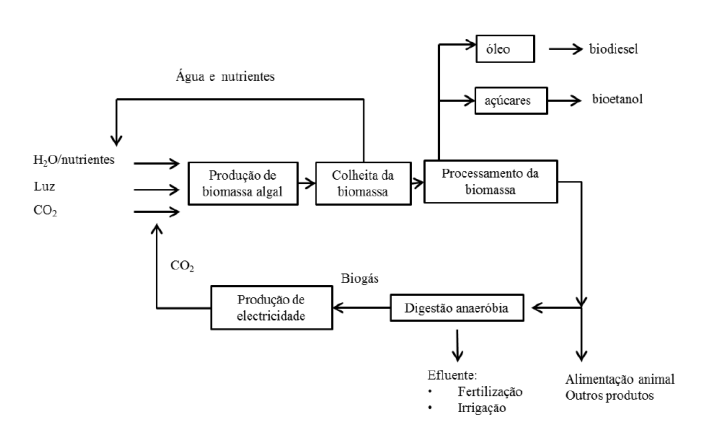 óleo
biodiesel
Água e nutrientes
açúcares
bioetanol
H₂O/nutrientes
Luz
CO₂
Produção de
biomassa algal
Colheita da
biomassa
Processamento da
biomassa
CO₂
Biogás
Produção de
electricidade
Digestão anaeróbia
Efluente:
• Fertilização
• Irrigação
Alimentação animal
Outros produtos